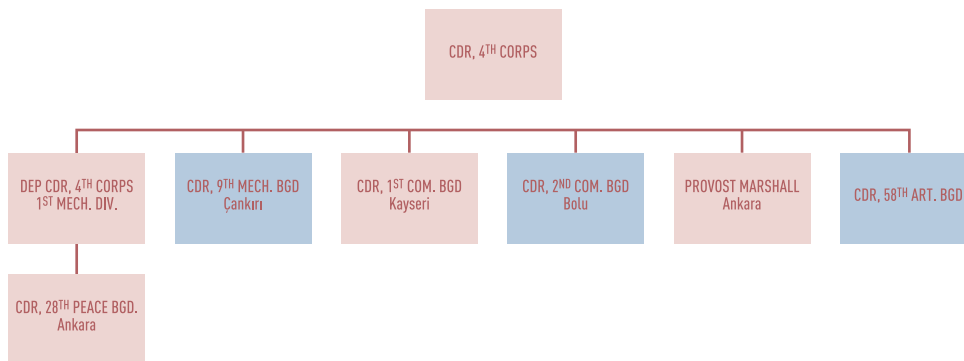 CDR, 4TH CORPS
DEP CDR, 4TH CORPS
1ST MECH. DIV.
CDR, 9TH MECH. BGD
Çankırı
CDR, 1ST COM. BGD
Kayseri
CDR, 2ND COM. BGD
Bolu
PROVOST MARSHALL
Ankara
CDR, 58TH ART. BGD.
CDR, 28TH PEACE BGD.
Ankara